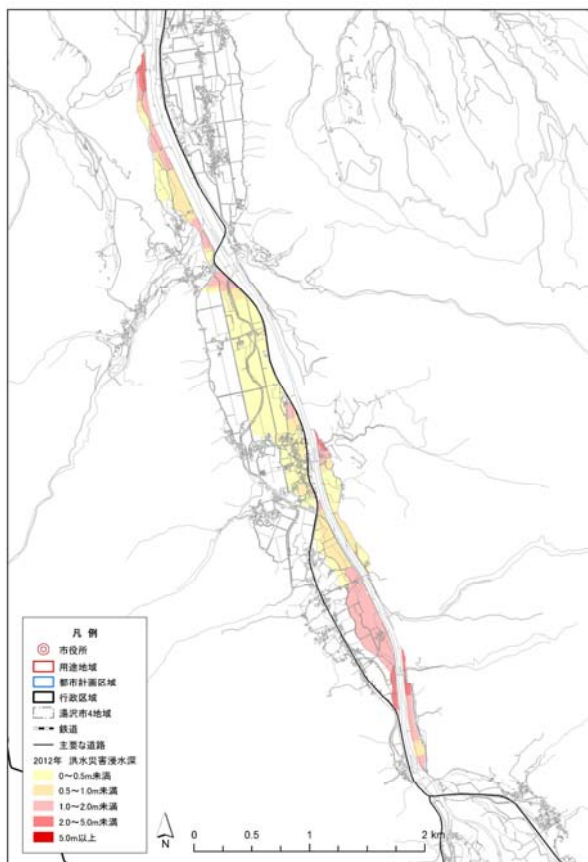 凡 例
市役所
用途地域
都市計画区域
行政区域
湯沢市4地域
鉄道
主要な道路
2012年 洪水災害浸水深
0～0.5m未満
0.5～1.0m未満
1.0～2.0m未満
2.0～5.0m未満
5.0m以上
N
0 0.5 1 2 km